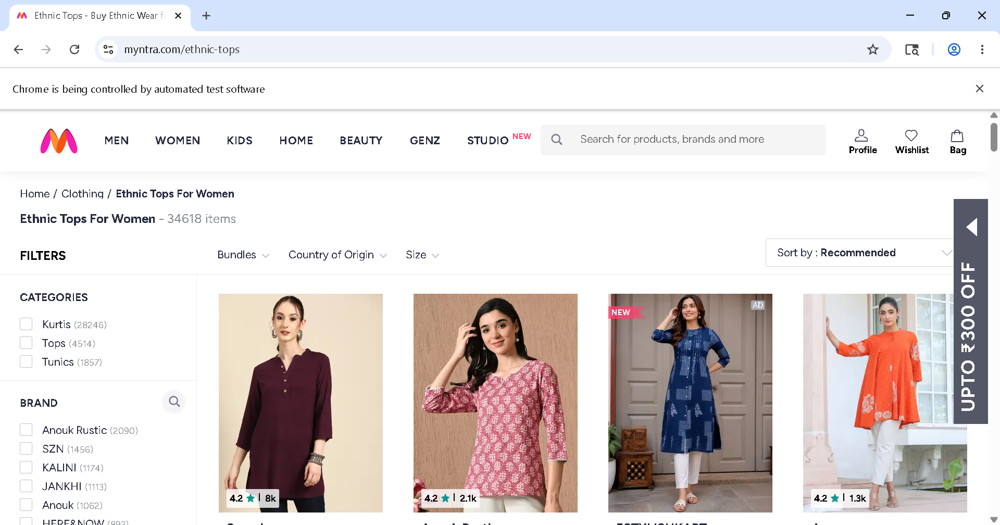 Ethnic Tops - Buy Ethnic Wear f
myntra.com/ethnic-tops
Chrome is being controlled by automated test software
MEN WOMEN KIDS HOME BEAUTY GENZ STUDIO NEW
Search for products, brands and more
Profile Wishlist Bag
Home / Clothing / Ethnic Tops For Women
Ethnic Tops For Women - 34618 items
FILTERS
Bundles Country of Origin Size
Sort by : Recommended
UPTO ₹300 OFF
CATEGORIES
Kurtis (28246)
Tops (4514)
Tunics (1857)
BRAND
Anouk Rustic (2090)
SZN (1456)
KALINI (1174)
JANKHI (1113)
Anouk (1062)
HERE&NOW (893)
NEW
AD
4.2 | 8k
4.2 | 2.1k
4.2 | 1.3k